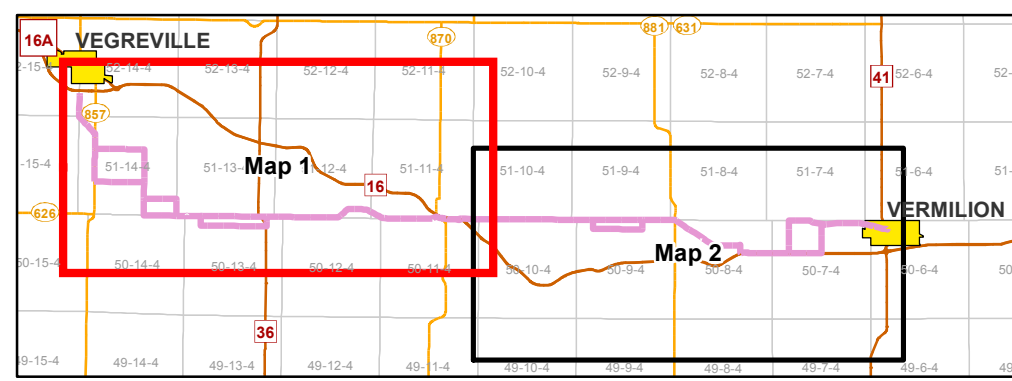 881 631
16A VEGREVILLE 870
52-15-4 52-14-4 52-13-4 52-12-4 52-11-4 52-10-4 52-9-4 52-8-4 52-7-4 41 52-6-4 52-
857
-15-4 51-14-4 51-13-4 Map 1 51-12-4 51-11-4 51-10-4 51-9-4 51-8-4 51-7-4 51-6-4 51-
16
626 VERMILION
Map 2
50-15-4 50-14-4 50-13-4 50-12-4 50-11-4 50-10-4 50-9-4 50-8-4 50-7-4 50-6-4 50
36
49-15-4 49-14-4 49-13-4 49-12-4 49-11-4 49-10-4 49-9-4 49-8-4 49-7-4 49-6-4 49